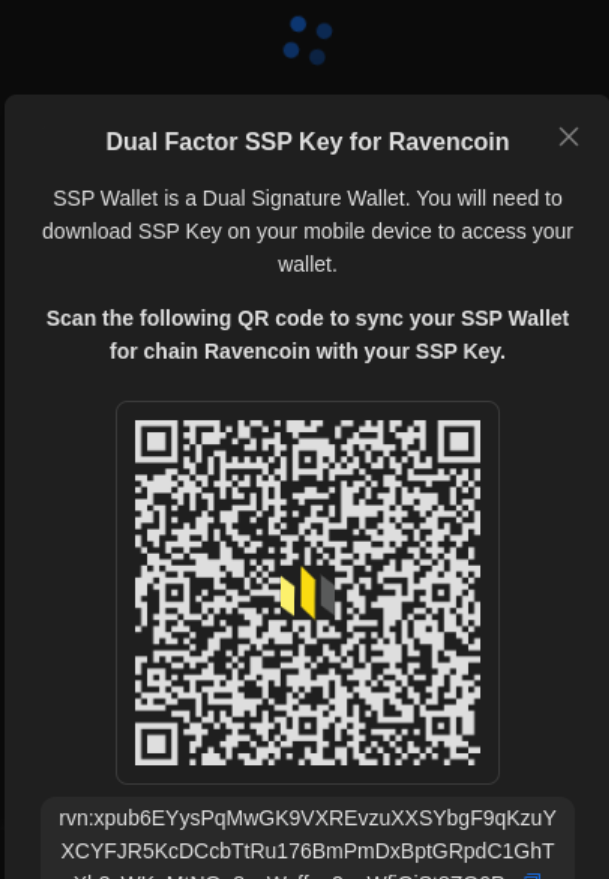 Dual Factor SSP Key for Ravencoin
SSP Wallet is a Dual Signature Wallet. You will need to
download SSP Key on your mobile device to access your
wallet.
Scan the following QR code to sync your SSP Wallet
for chain Ravencoin with your SSP Key.
rvn:xpub6EYysPqMwGK9VXREvzuXXSYbgF9qKzuY
XCYFJR5KcDCcbTtRu176BmPmDxBptGRpdC1GhT